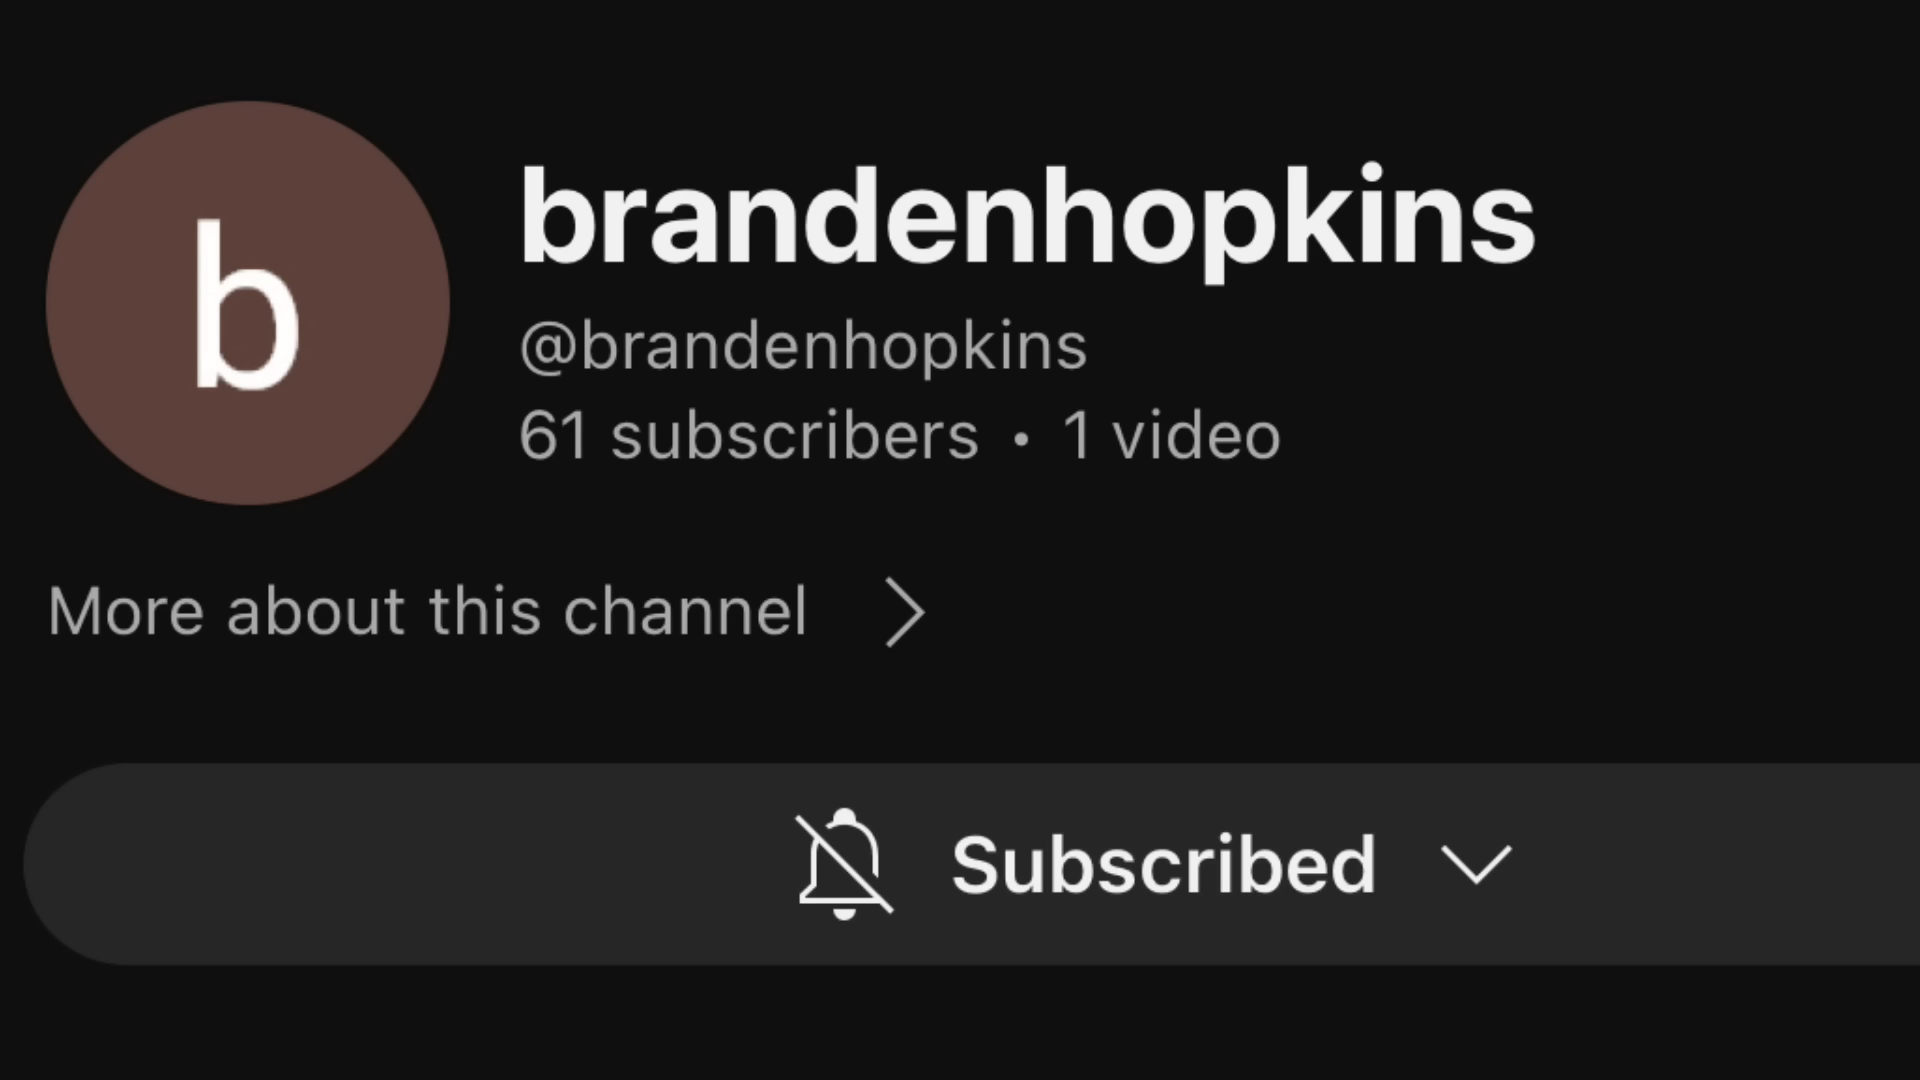 b
brandenhopkins
@brandenhopkins
61 subscribers • 1 video
More about this channel
Subscribed